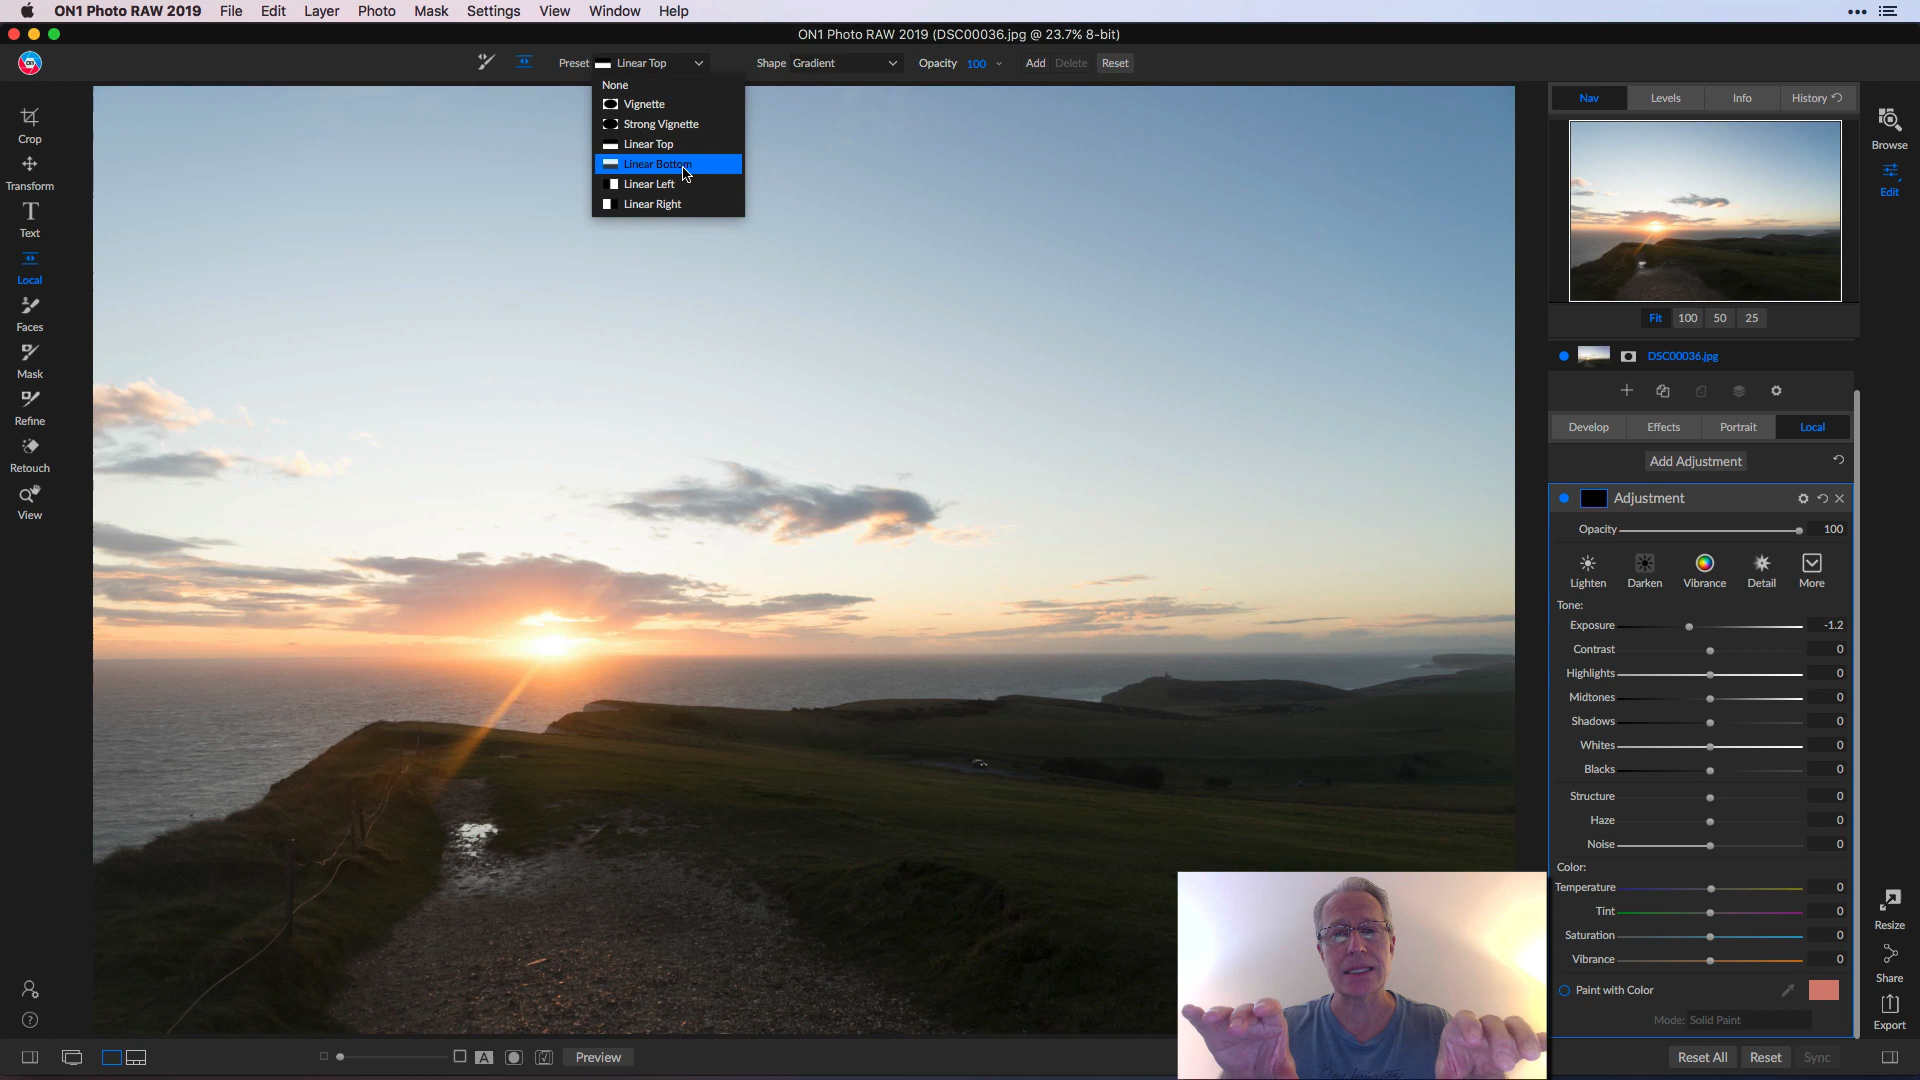 ON1 Photo RAW 2019 File Edit Layer Photo Mask Settings View Window Help
ON1 Photo RAW 2019 (DSC00036.jpg @ 23.7% 8-bit)
Preset Linear Top Shape Gradient Opacity 100 Add Delete Reset
None
Vignette
Strong Vignette
Linear Top
Linear Bottom
Linear Left
Linear Right
Crop
Transform
Text
Local
Faces
Mask
Refine
Retouch
View
Nav Levels Info History
Browse
Edit
Fit 100 50 25
DSC00036.jpg
Develop Effects Portrait Local
Add Adjustment
Adjustment
Opacity 100
Lighten Darken Vibrance Detail More
Tone:
Exposure -1.2
Contrast 0
Highlights 0
Midtones 0
Shadows 0
Whites 0
Blacks 0
Structure 0
Haze 0
Noise 0
Color:
Temperature 0
Tint 0
Saturation 0
Vibrance 0
Paint with Color
Mode: Solid Paint
Resize
Share
Export
A Preview
Reset All Reset Sync